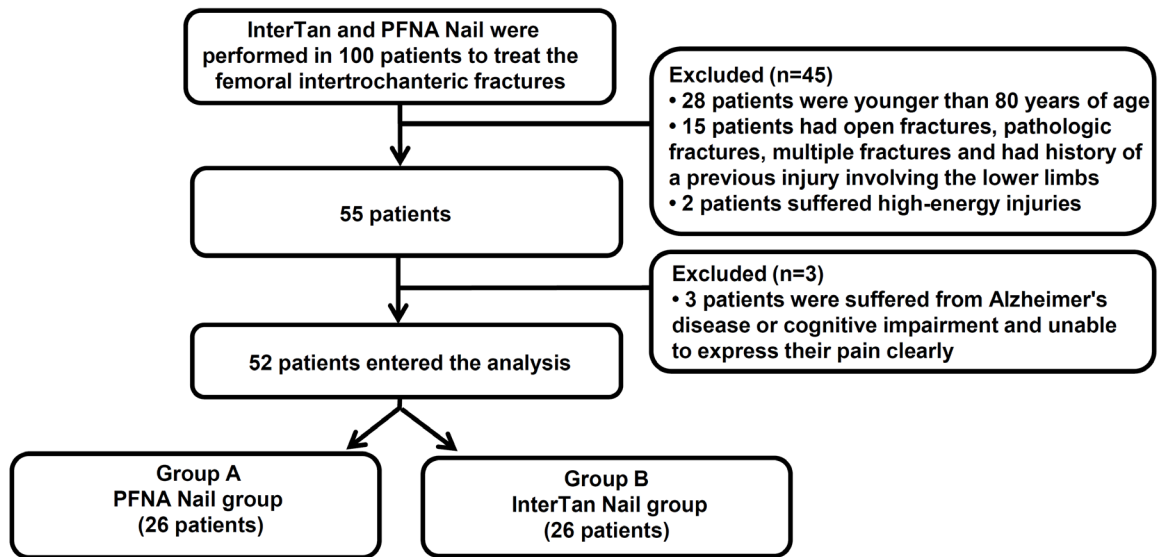 InterTan and PFNA Nail were
performed in 100 patients to treat the
femoral intertrochanteric fractures
Excluded (n=45)
• 28 patients were younger than 80 years of age
• 15 patients had open fractures, pathologic
fractures, multiple fractures and had history of
a previous injury involving the lower limbs
• 2 patients suffered high-energy injuries
55 patients
Excluded (n=3)
• 3 patients were suffered from Alzheimer's
disease or cognitive impairment and unable
to express their pain clearly
52 patients entered the analysis
Group A
PFNA Nail group
(26 patients)
Group B
InterTan Nail group
(26 patients)